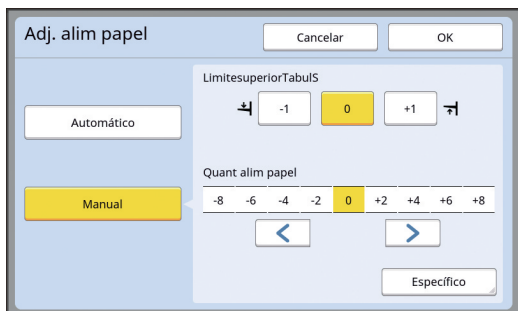 Adj. alim papel
Cancelar
OK
LimitesuperiorTabulS
-1
0
+1
Automático
Quant alim papel
Manual
-8 -6 -4 -2 0 +2 +4 +6 +8
Específico